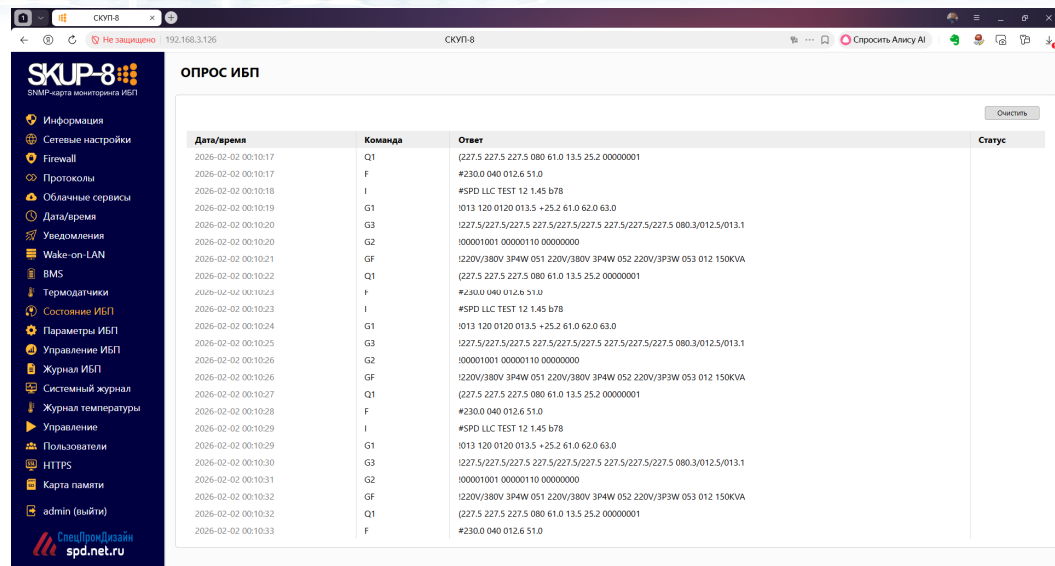 1
СКУП-8
Не защищено 192.168.3.126 СКУП-8 Спросить Алису AI
SKUP-8
SNMP-карта мониторинга ИБП
Информация
Сетевые настройки
Firewall
Протоколы
Облачные сервисы
Дата/время
Уведомления
Wake-on-LAN
BMS
Термодатчики
Состояние ИБП
Параметры ИБП
Управление ИБП
Журнал ИБП
Системный журнал
Журнал температуры
Управление
Пользователи
HTTPS
Карта памяти
admin (выйти)
СпецПромДизайн
spd.net.ru
ОПРОС ИБП
Очистить
Дата/время Команда Ответ Статус
2026-02-02 00:10:17 Q1 (227.5 227.5 227.5 080 61.0 13.5 25.2 00000001
2026-02-02 00:10:17 F #230.0 040 012.6 51.0
2026-02-02 00:10:18 I #SPD LLC TEST 12 1.45 b78
2026-02-02 00:10:19 G1 !013 120 0120 013.5 +25.2 61.0 62.0 63.0
2026-02-02 00:10:20 G3 !227.5/227.5/227.5 227.5/227.5/227.5 227.5/227.5/227.5 080.3/012.5/013.1
2026-02-02 00:10:20 G2 !00001001 00000110 00000000
2026-02-02 00:10:21 GF !220V/380V 3P4W 051 220V/380V 3P4W 052 220V/3P3W 053 012 150KVA
2026-02-02 00:10:22 Q1 (227.5 227.5 227.5 080 61.0 13.5 25.2 00000001
2026-02-02 00:10:23 F #230.0 040 012.6 51.0
2026-02-02 00:10:23 I #SPD LLC TEST 12 1.45 b78
2026-02-02 00:10:24 G1 !013 120 0120 013.5 +25.2 61.0 62.0 63.0
2026-02-02 00:10:25 G3 !227.5/227.5/227.5 227.5/227.5/227.5 227.5/227.5/227.5 080.3/012.5/013.1
2026-02-02 00:10:26 G2 !00001001 00000110 00000000
2026-02-02 00:10:26 GF !220V/380V 3P4W 051 220V/380V 3P4W 052 220V/3P3W 053 012 150KVA
2026-02-02 00:10:27 Q1 (227.5 227.5 227.5 080 61.0 13.5 25.2 00000001
2026-02-02 00:10:28 F #230.0 040 012.6 51.0
2026-02-02 00:10:29 I #SPD LLC TEST 12 1.45 b78
2026-02-02 00:10:29 G1 !013 120 0120 013.5 +25.2 61.0 62.0 63.0
2026-02-02 00:10:30 G3 !227.5/227.5/227.5 227.5/227.5/227.5 227.5/227.5/227.5 080.3/012.5/013.1
2026-02-02 00:10:31 G2 !00001001 00000110 00000000
2026-02-02 00:10:32 GF !220V/380V 3P4W 051 220V/380V 3P4W 052 220V/3P3W 053 012 150KVA
2026-02-02 00:10:32 Q1 (227.5 227.5 227.5 080 61.0 13.5 25.2 00000001
2026-02-02 00:10:33 F #230.0 040 012.6 51.0